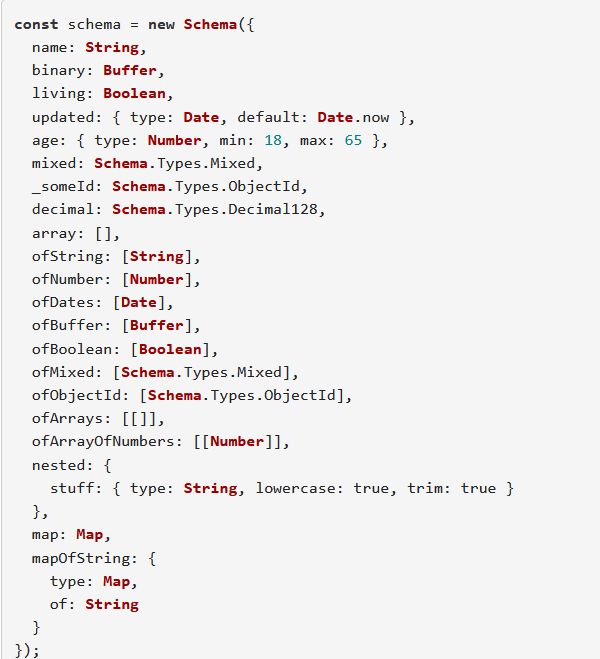 const schema = new Schema({
  name: String,
  binary: Buffer,
  living: Boolean,
  updated: { type: Date, default: Date.now },
  age: { type: Number, min: 18, max: 65 },
  mixed: Schema.Types.Mixed,
  _someId: Schema.Types.ObjectId,
  decimal: Schema.Types.Decimal128,
  array: [],
  ofString: [String],
  ofNumber: [Number],
  ofDates: [Date],
  ofBuffer: [Buffer],
  ofBoolean: [Boolean],
  ofMixed: [Schema.Types.Mixed],
  ofObjectId: [Schema.Types.ObjectId],
  ofArrays: [[]],
  ofArrayOfNumbers: [[Number]],
  nested: {
    stuff: { type: String, lowercase: true, trim: true }
  },
  map: Map,
  mapOfString: {
    type: Map,
    of: String
  }
});